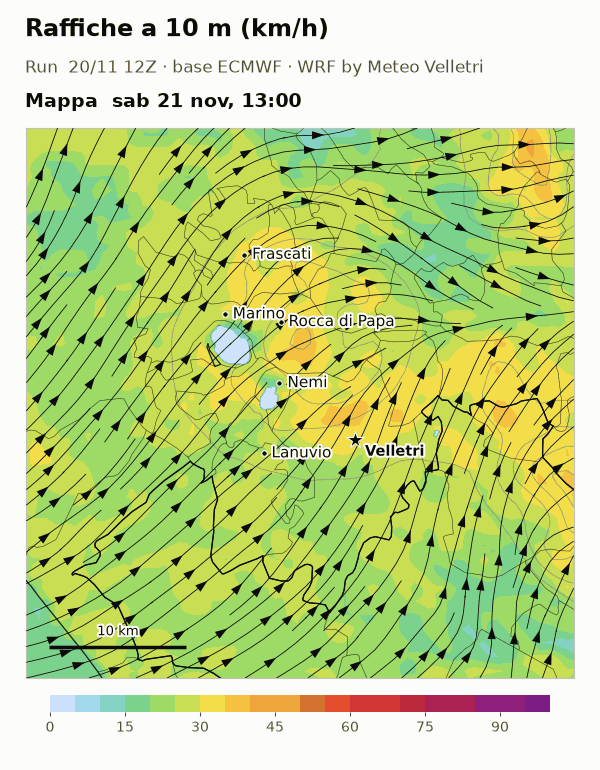 Raffiche a 10 m (km/h)
Run  20/11 12Z · base ECMWF · WRF by Meteo Velletri
Mappa  sab 21 nov, 13:00
Frascati
Marino
Rocca di Papa
Nemi
Velletri
Lanuvio
10 km
0 15 30 45 60 75 90